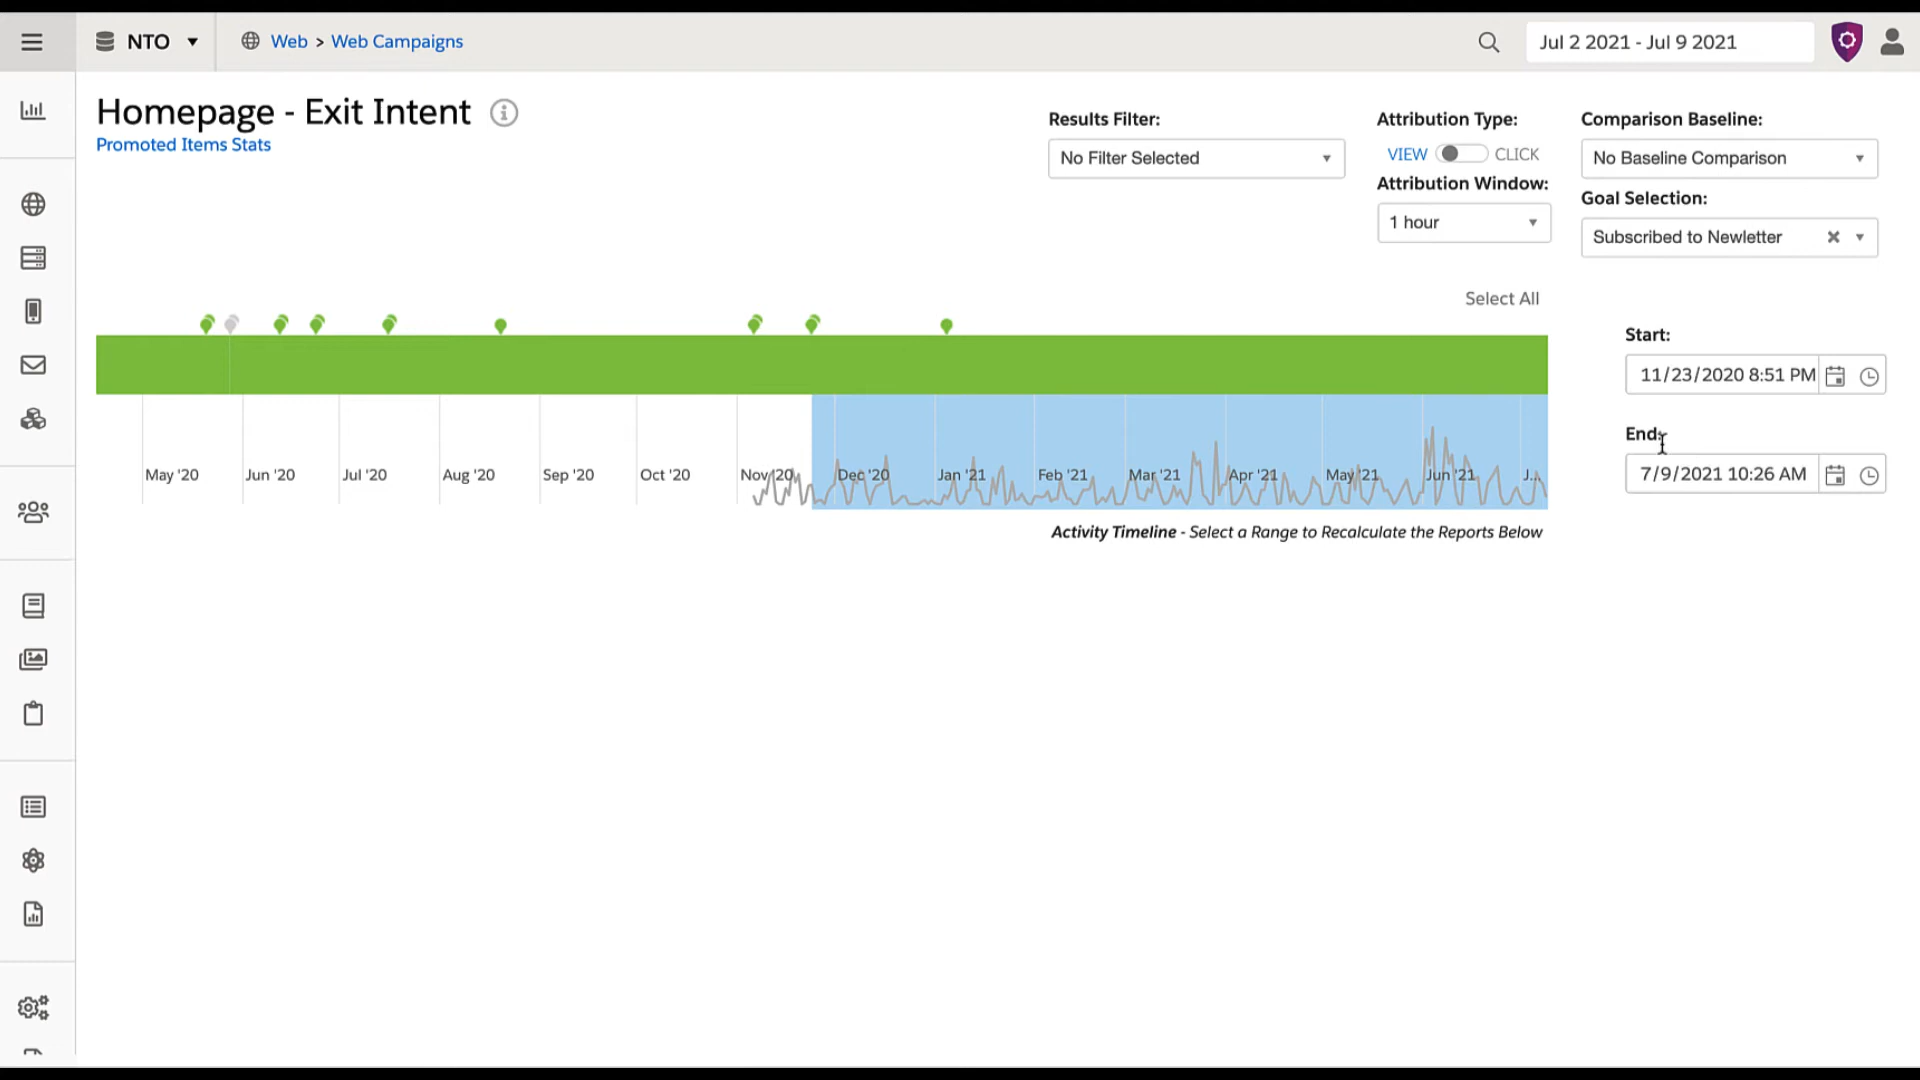 NTO
Web > Web Campaigns
Jul 2 2021 - Jul 9 2021
Homepage - Exit Intent
Promoted Items Stats
Results Filter:
No Filter Selected
Attribution Type:
VIEW CLICK
Attribution Window:
1 hour
Comparison Baseline:
No Baseline Comparison
Goal Selection:
Subscribed to Newletter
Select All
Start:
11/23/2020 8:51 PM
End:
7/9/2021 10:26 AM
May '20 Jun '20 Jul '20 Aug '20 Sep '20 Oct '20 Nov '20 Dec '20 Jan '21 Feb '21 Mar '21 Apr '21 May '21 Jun '21 J...
Activity Timeline - Select a Range to Recalculate the Reports Below